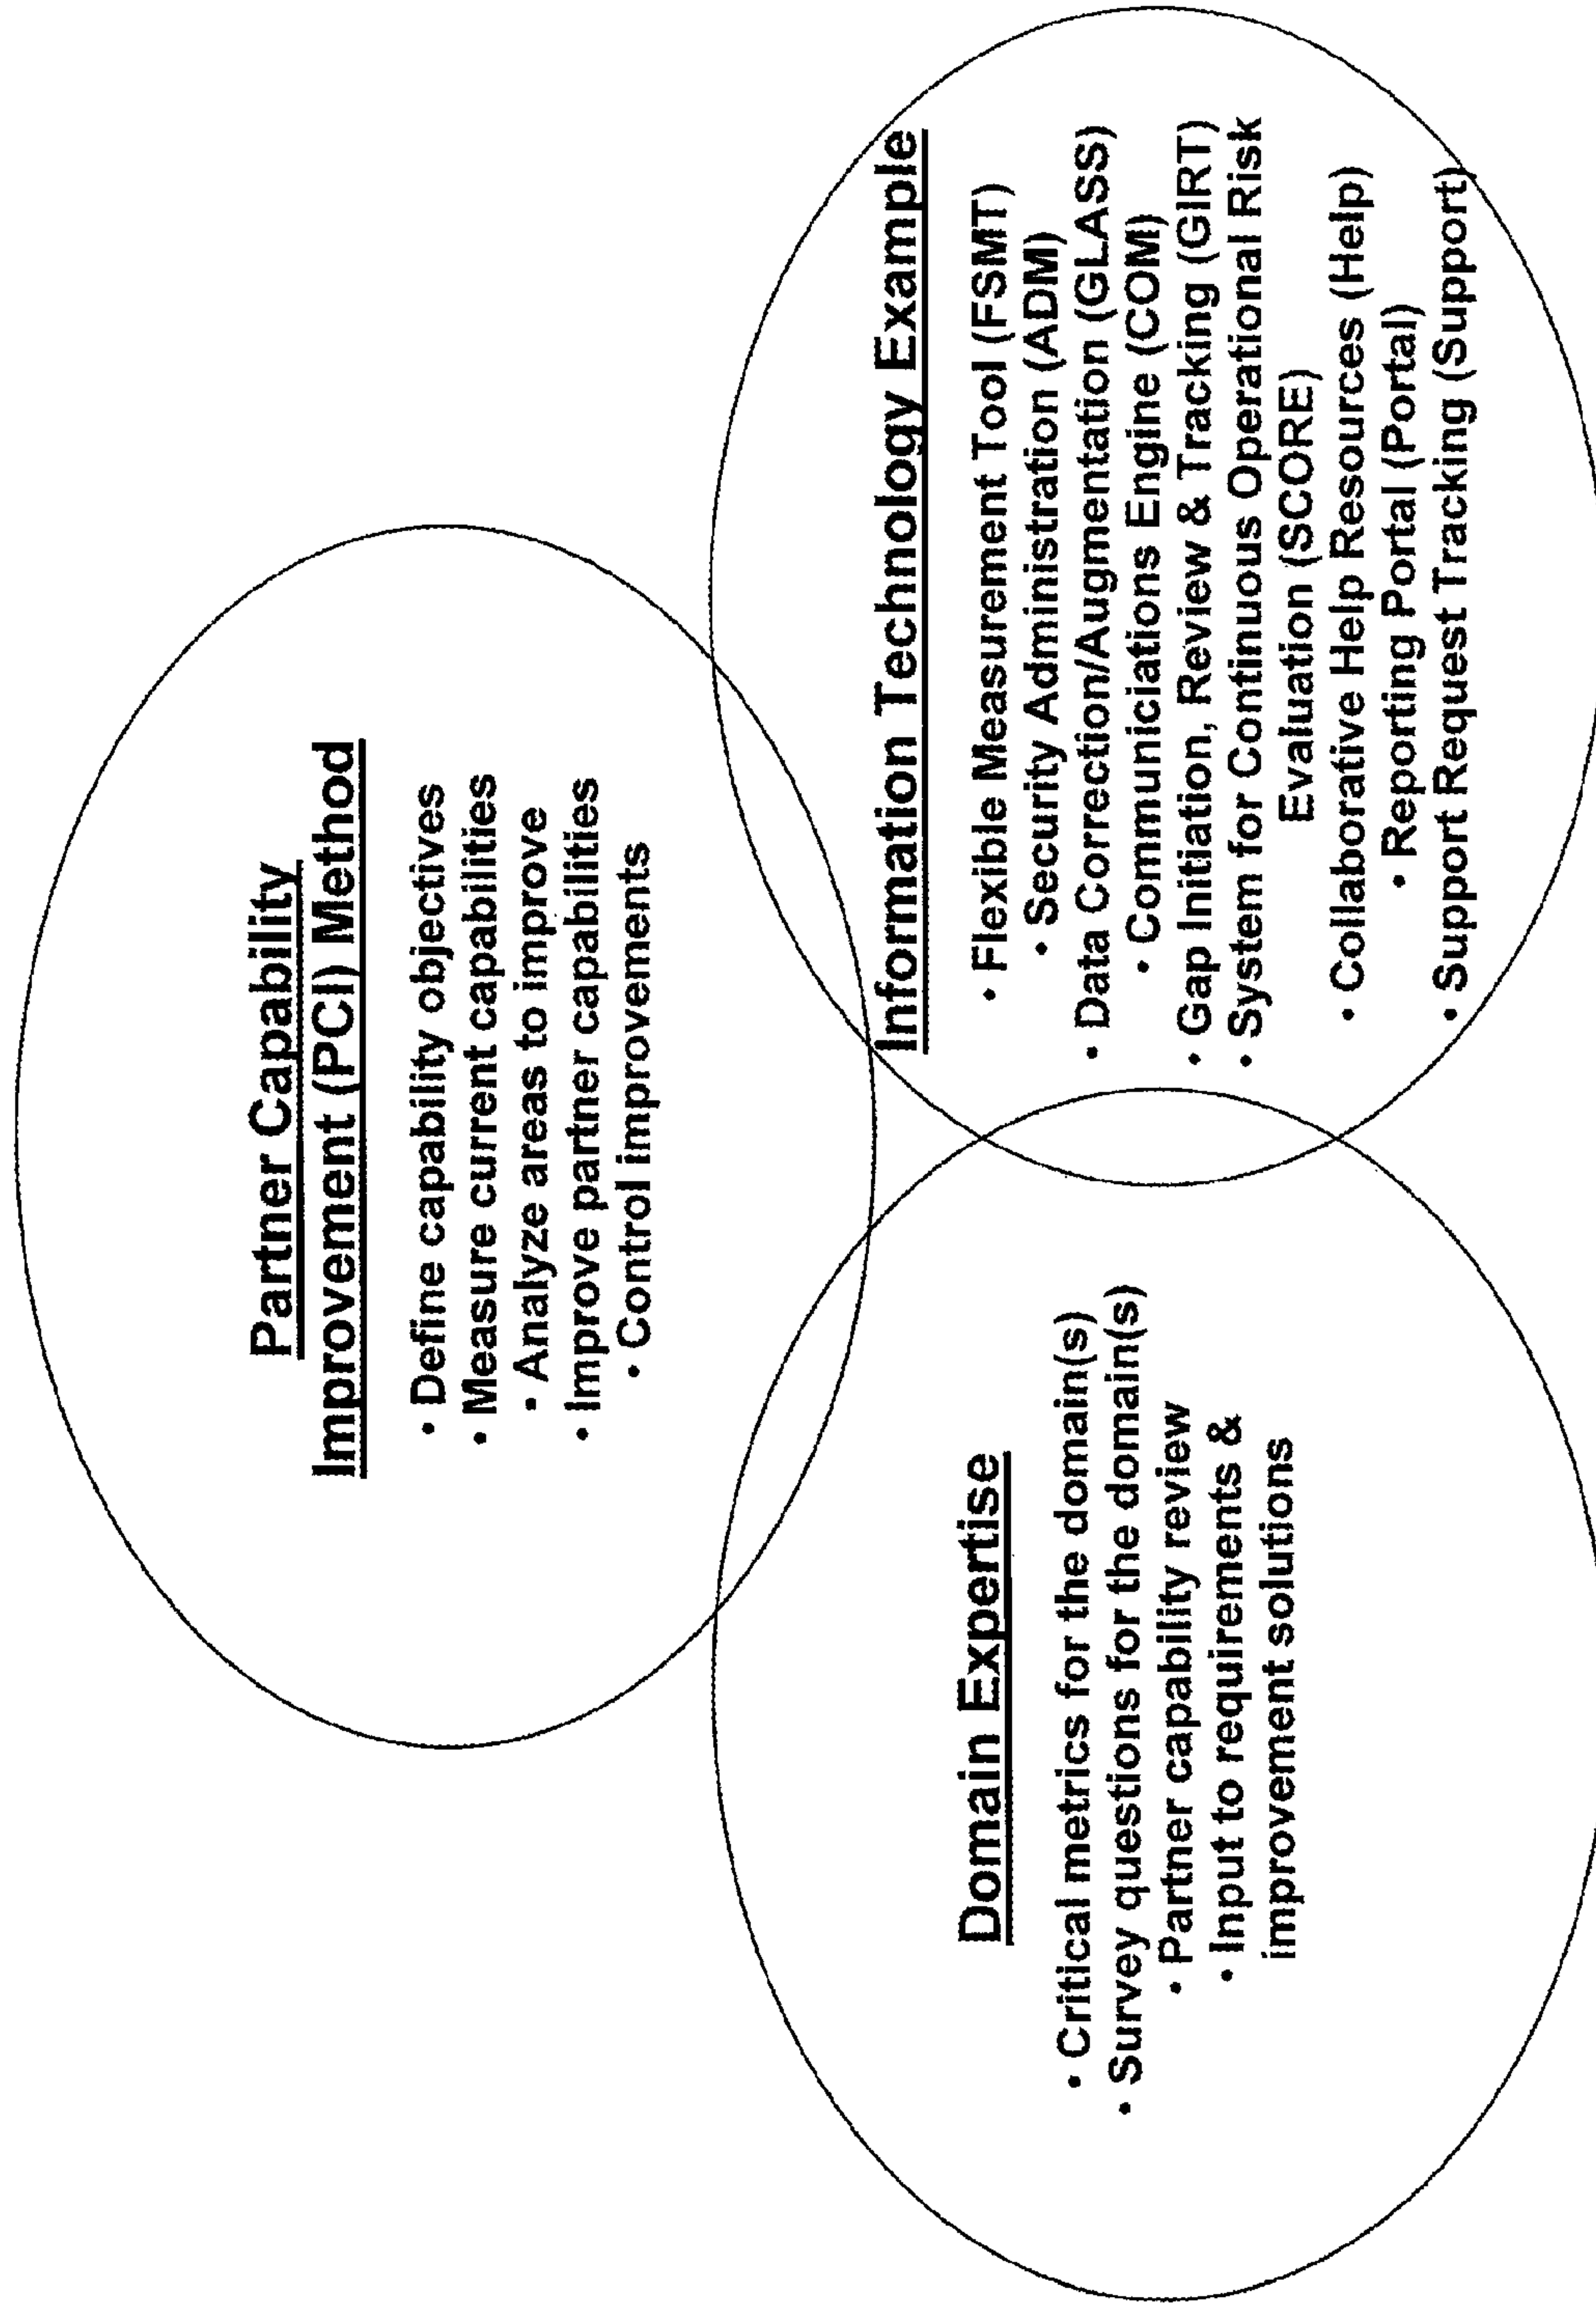 Partner Capability
Improvement (PCI) Method
• Define capability objectives
• Measure current capabilities
• Analyze areas to improve
• Improve partner capabilities
• Control improvements
Domain Expertise
• Critical metrics for the domain(s)
• Survey questions for the domain(s)
• Partner capability review
• Input to requirements &
improvement solutions
Information Technology Example
• Flexible Measurement Tool (FSMT)
• Security Administration (ADM)
• Data Correction/Augmentation (GLASS)
• Communiciations Engine (COM)
• Gap Initiation, Review & Tracking (GIRT)
• System for Continuous Operational Risk
Evaluation (SCORE)
• Collaborative Help Resources (Help)
• Reporting Portal (Portal)
• Support Request Tracking (Support)